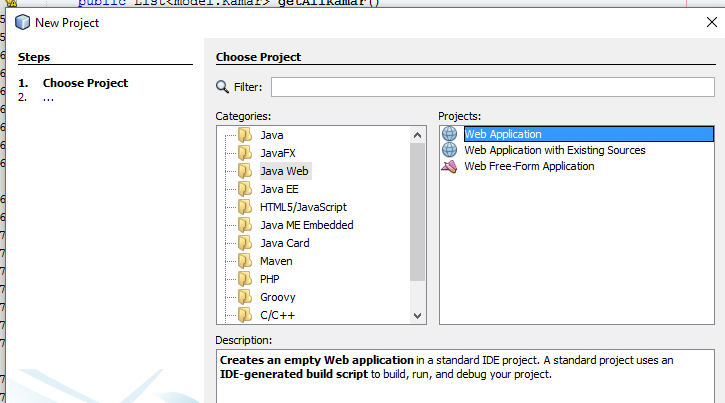 public List<model.Kamar> getAllkamar()
New Project
Steps
Choose Project
1. Choose Project
2. ...
Filter:
Categories:
Projects:
Java
JavaFX
Java Web
Java EE
HTML5/JavaScript
Java ME Embedded
Java Card
Maven
PHP
Groovy
C/C++
Web Application
Web Application with Existing Sources
Web Free-Form Application
Description:
Creates an empty Web application in a standard IDE project. A standard project uses an
IDE-generated build script to build, run, and debug your project.